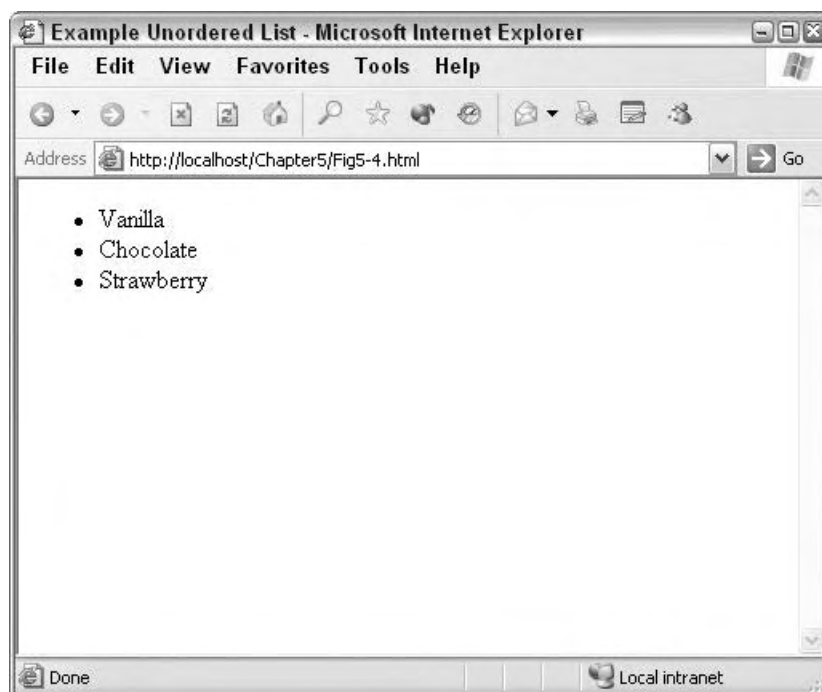 Example Unordered List - Microsoft Internet Explorer
File Edit View Favorites Tools Help
Address http://localhost/Chapter5/Fig5-4.html Go
• Vanilla
• Chocolate
• Strawberry
Done Local intranet